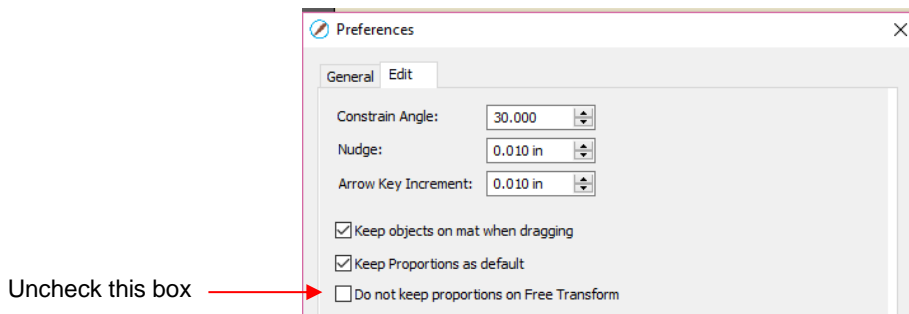 Preferences
General Edit
Constrain Angle: 30.000
Nudge: 0.010 in
Arrow Key Increment: 0.010 in
Keep objects on mat when dragging
Keep Proportions as default
Uncheck this box Do not keep proportions on Free Transform